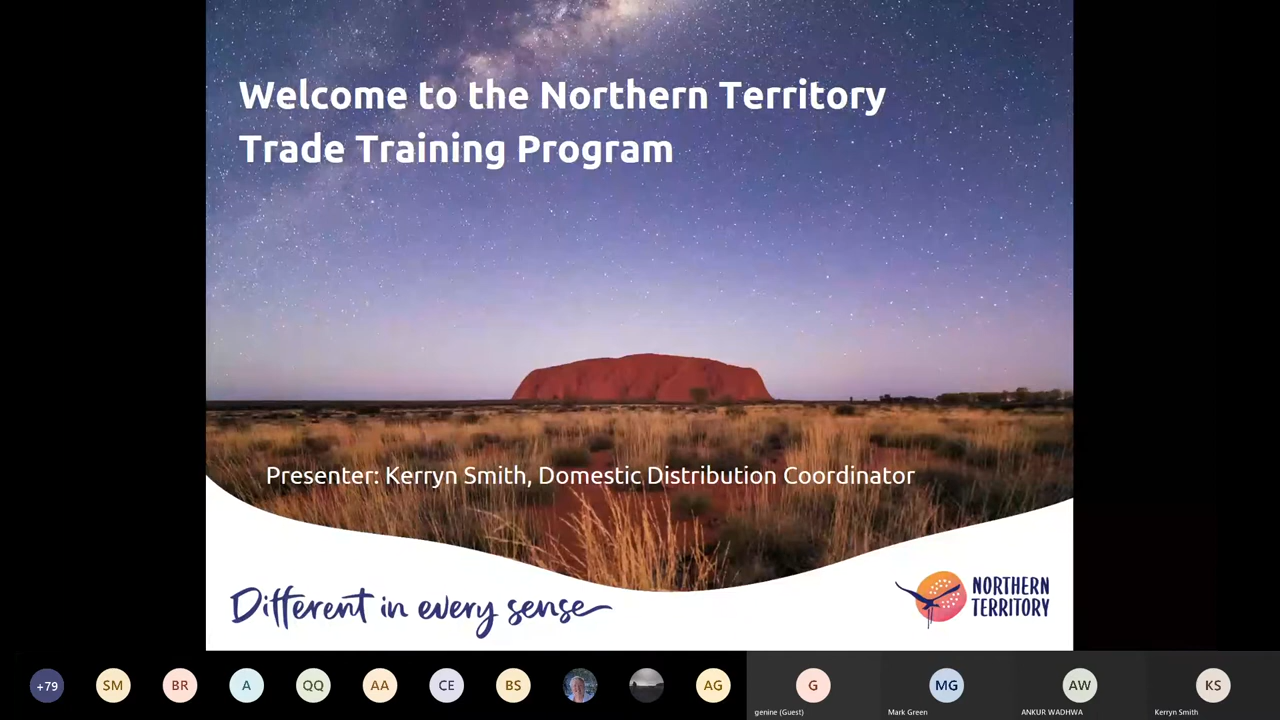 Welcome to the Northern Territory
Trade Training Program
Presenter: Kerryn Smith, Domestic Distribution Coordinator
Different in every sense
NORTHERN
TERRITORY
+79
SM
BR
A
QQ
AA
CE
BS
AG
G
MG
AW
KS
genine (Guest)
Mark Green
ANKUR WADHWA
Kerryn Smith